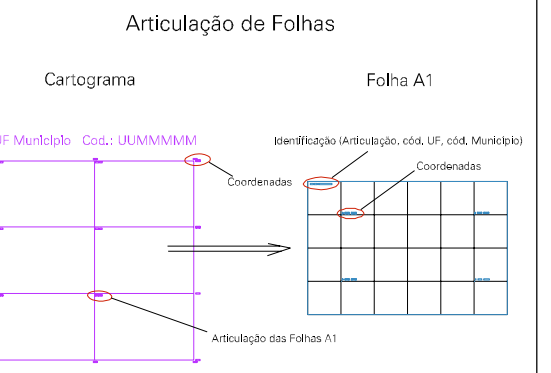 Articulação de Folhas
Cartograma
Folha A1
UF Município Cod.: UUMMMMM
Identificação (Articulação, cód, UF, cód, Município)
Coordenadas
Coordenadas
Articulação das Folhas A1